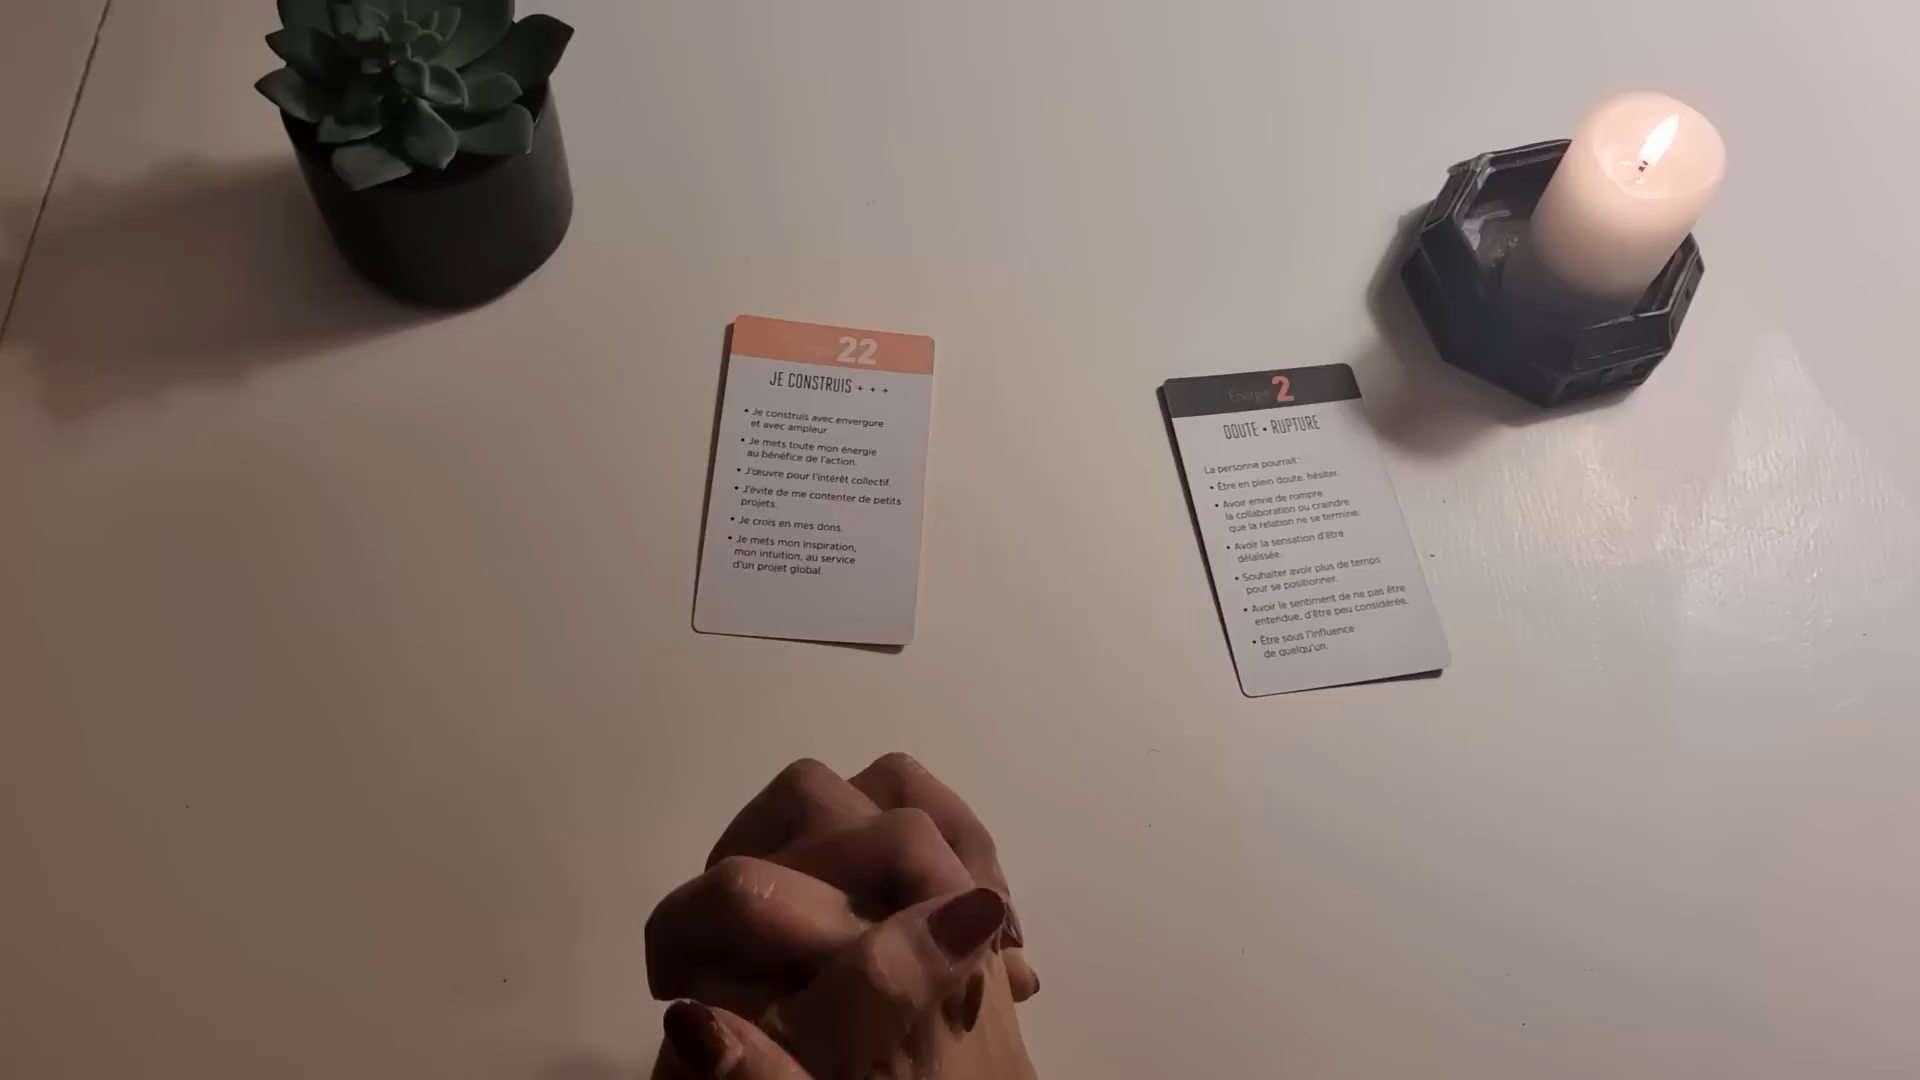 22
JE CONSTRUIS + + +
• Je construis avec envergure
et avec ampleur
• Je mets toute mon énergie
au bénéfice de l'action.
• J'œuvre pour l'intérêt collectif.
• J'évite de me contenter de petits
projets.
• Je crois en mes dons.
• Je mets mon inspiration,
mon intuition, au service
d'un projet global.
Énergie 2
DOUTE • RUPTURE
La personne pourrait :
• Être en plein doute, hésiter.
• Avoir envie de rompre
la collaboration ou craindre
que la relation ne se termine.
• Avoir la sensation d'être
délaissée.
• Souhaiter avoir plus de temps
pour se positionner.
• Avoir le sentiment de ne pas être
entendue, d'être peu considérée.
• Être sous l'influence
de quelqu'un.